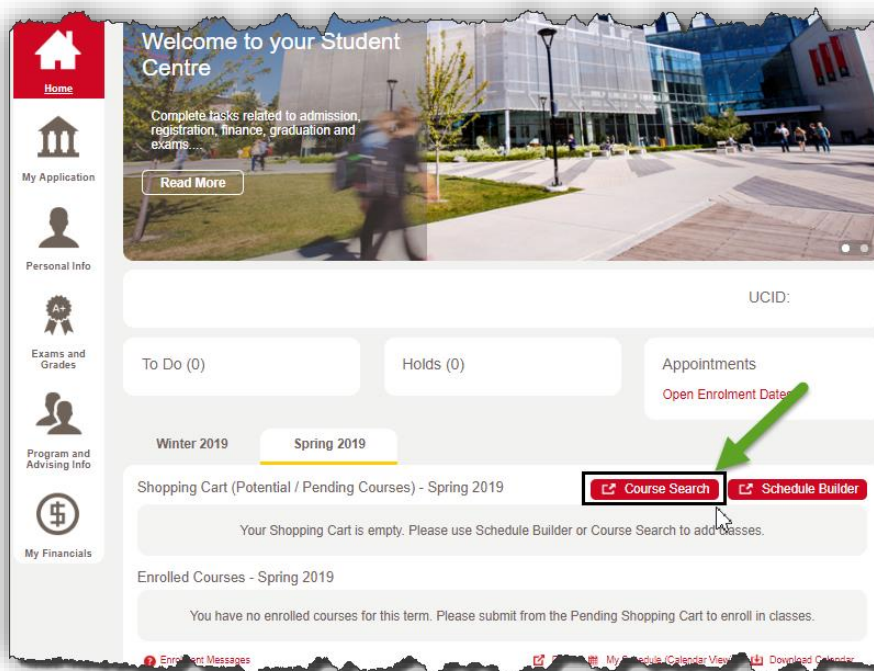 Welcome to your Student
Centre
Complete tasks related to admission,
registration, finance, graduation and
exams....
Read More
Home
My Application
Personal Info
A+
Exams and
Grades
Program and
Advising Info
$
My Financials
UCID:
To Do (0)
Holds (0)
Appointments
Open Enrolment Dates
Winter 2019
Spring 2019
Shopping Cart (Potential / Pending Courses) - Spring 2019
Course Search
Schedule Builder
Your Shopping Cart is empty. Please use Schedule Builder or Course Search to add classes.
Enrolled Courses - Spring 2019
You have no enrolled courses for this term. Please submit from the Pending Shopping Cart to enroll in classes.
Enrolment Messages
My Schedule (Calendar View)
Download Calendar